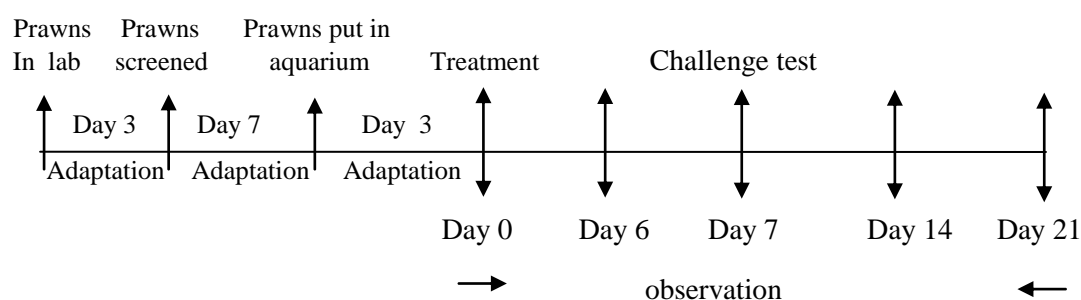 Prawns Prawns Prawns put in
In lab screened aquarium Treatment Challenge test
Day 3 Day 7 Day 3
Adaptation Adaptation Adaptation
Day 0 Day 6 Day 7 Day 14 Day 21
observation